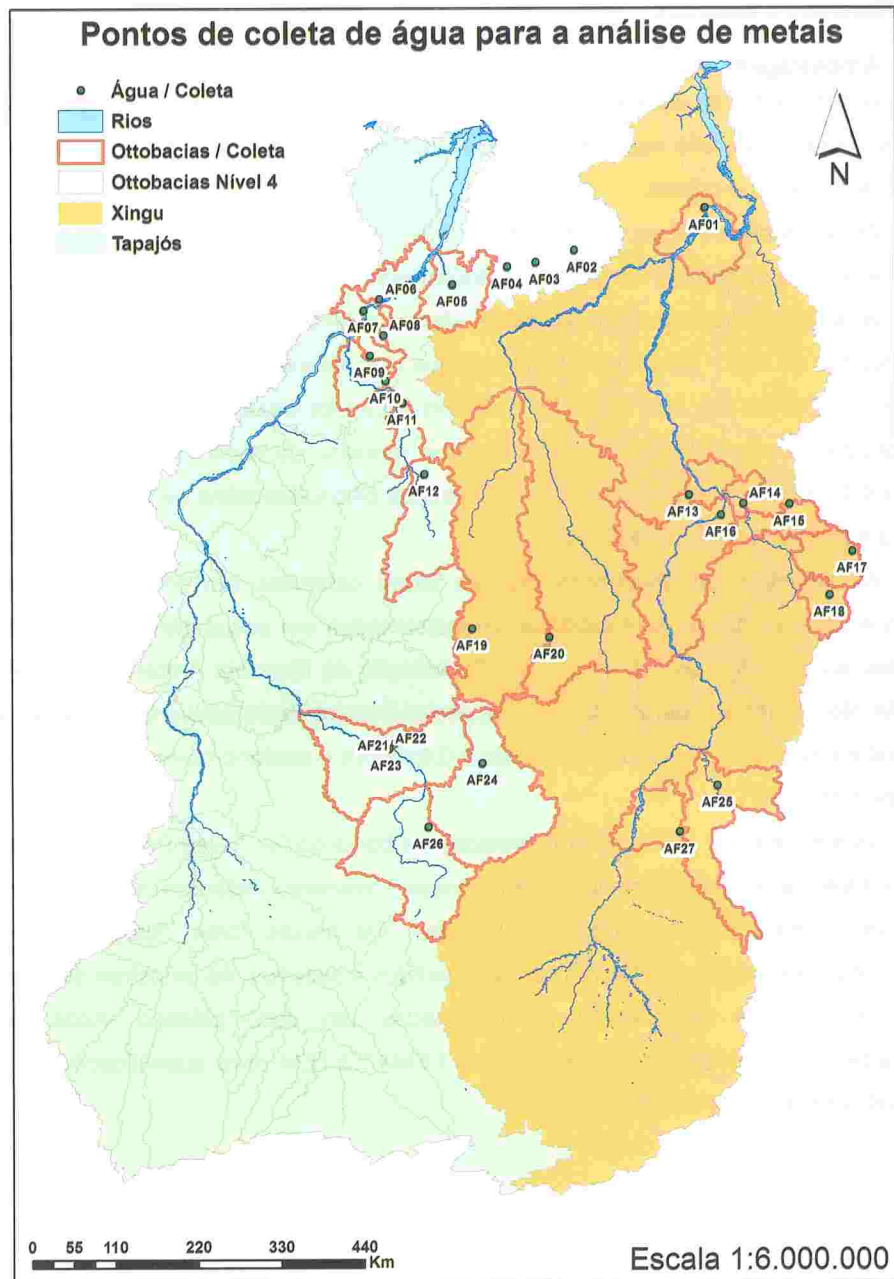 Pontos de coleta de água para a análise de metais
Água / Coleta
Rios
Ottobacias / Coleta
Ottobacias Nível 4
Xingu
Tapajós
N
AF01
AF02
AF03
AF04
AF05
AF06
AF07
AF08
AF09
AF10
AF11
AF12
AF13
AF14
AF15
AF16
AF17
AF18
AF19
AF20
AF21
AF22
AF23
AF24
AF25
AF26
AF27
0 55 110 220 330 440
Km
Escala 1:6.000.000